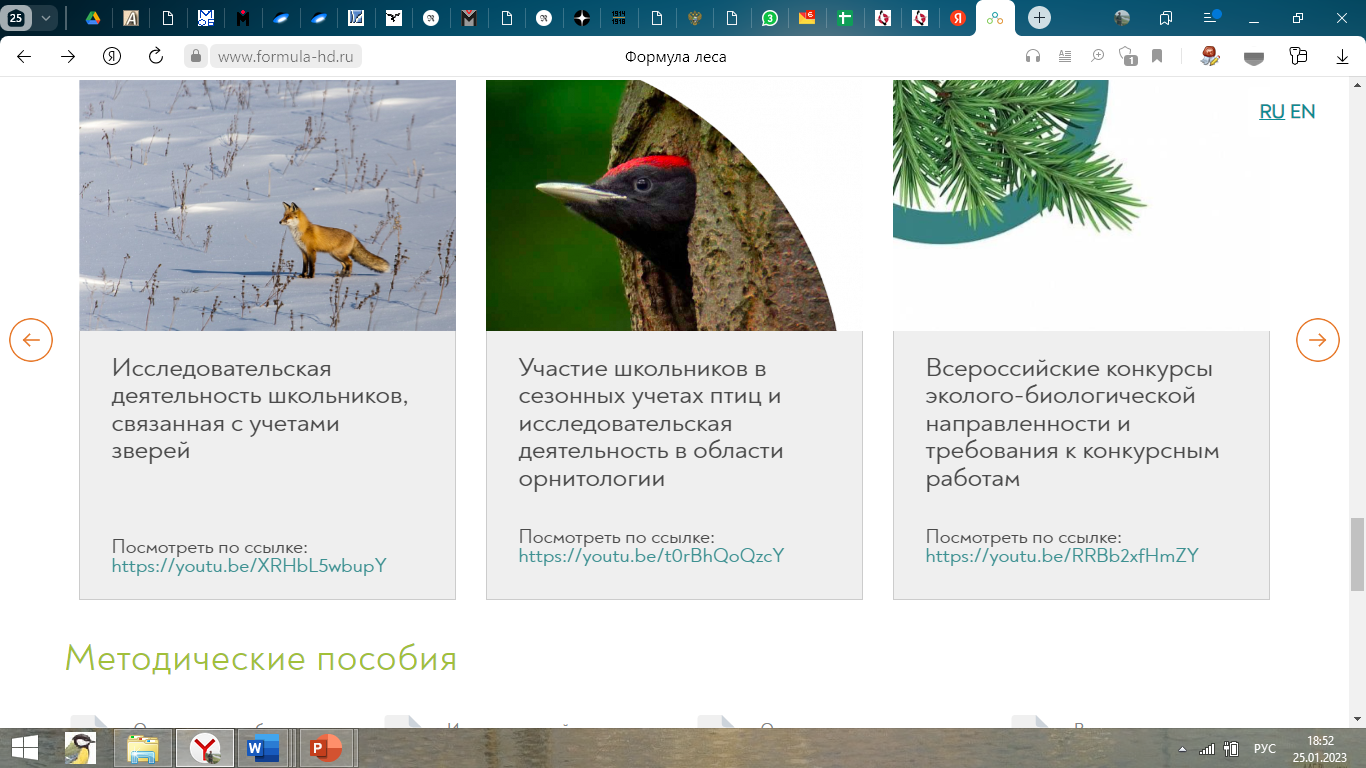 25
www.formula-hd.ru
Формула леса
RU EN
Исследовательская
деятельность школьников,
связанная с учетами
зверей
Посмотреть по ссылке:
https://youtu.be/XRHbL5wbupY
Участие школьников в
сезонных учетах птиц и
исследовательская
деятельность в области
орнитологии
Посмотреть по ссылке:
https://youtu.be/t0rBhQoQzcY
Всероссийские конкурсы
эколого-биологической
направленности и
требования к конкурсным
работам
Посмотреть по ссылке:
https://youtu.be/RRBb2xfHmZY
Методические пособия
РУС
18:52
25.01.2023